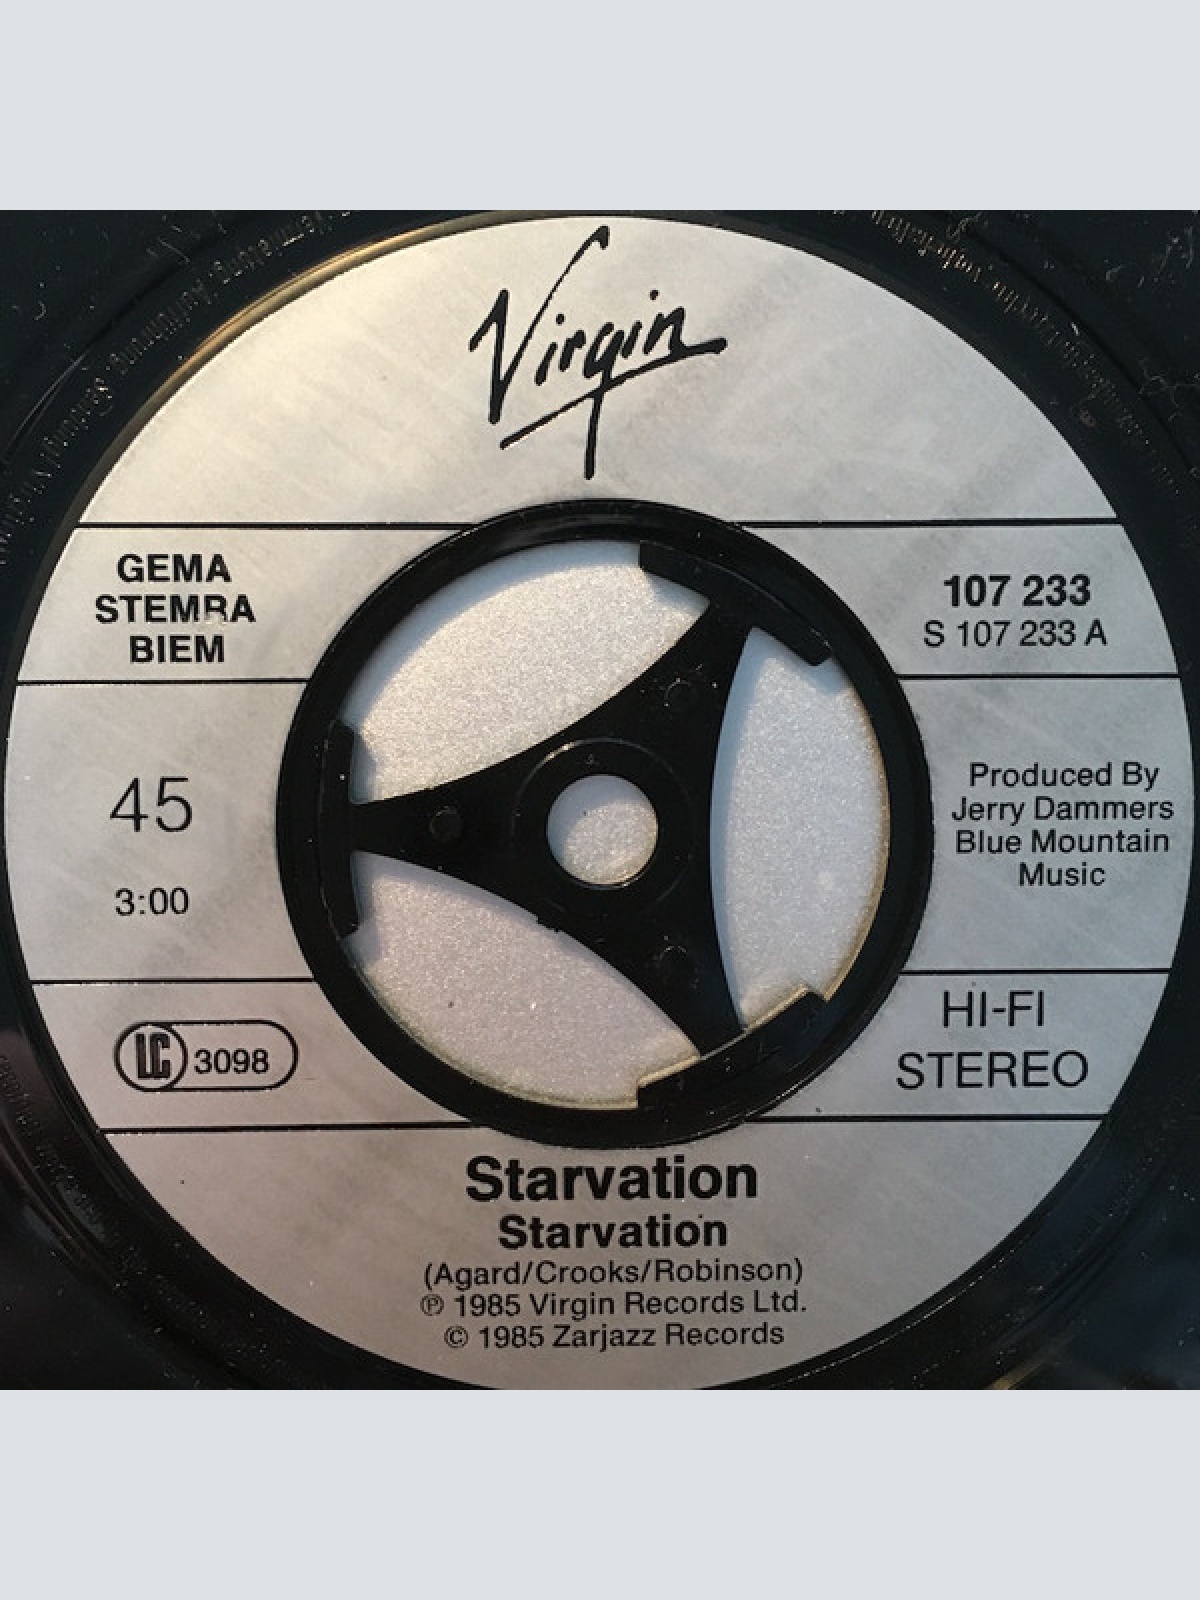 Virgin
GEMA
STEMRA
BIEM
107 233
S 107 233 A
45
3:00
Produced By
Jerry Dammers
Blue Mountain
Music
LC 3098
HI-FI
STEREO
Starvation
Starvation
(Agard/Crooks/Robinson)
℗ 1985 Virgin Records Ltd.
© 1985 Zarjazz Records